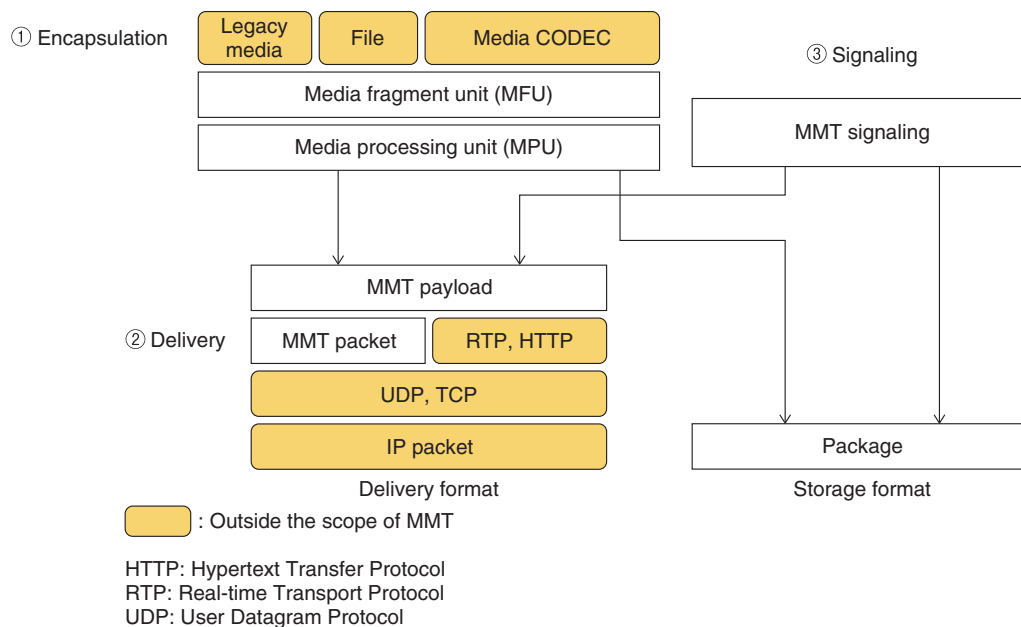 ① Encapsulation
Legacy
media
File
Media CODEC
③ Signaling
Media fragment unit (MFU)
MMT signaling
Media processing unit (MPU)
MMT payload
② Delivery
MMT packet
RTP, HTTP
UDP, TCP
IP packet
Package
Delivery format
Storage format
: Outside the scope of MMT
HTTP: Hypertext Transfer Protocol
RTP: Real-time Transport Protocol
UDP: User Datagram Protocol